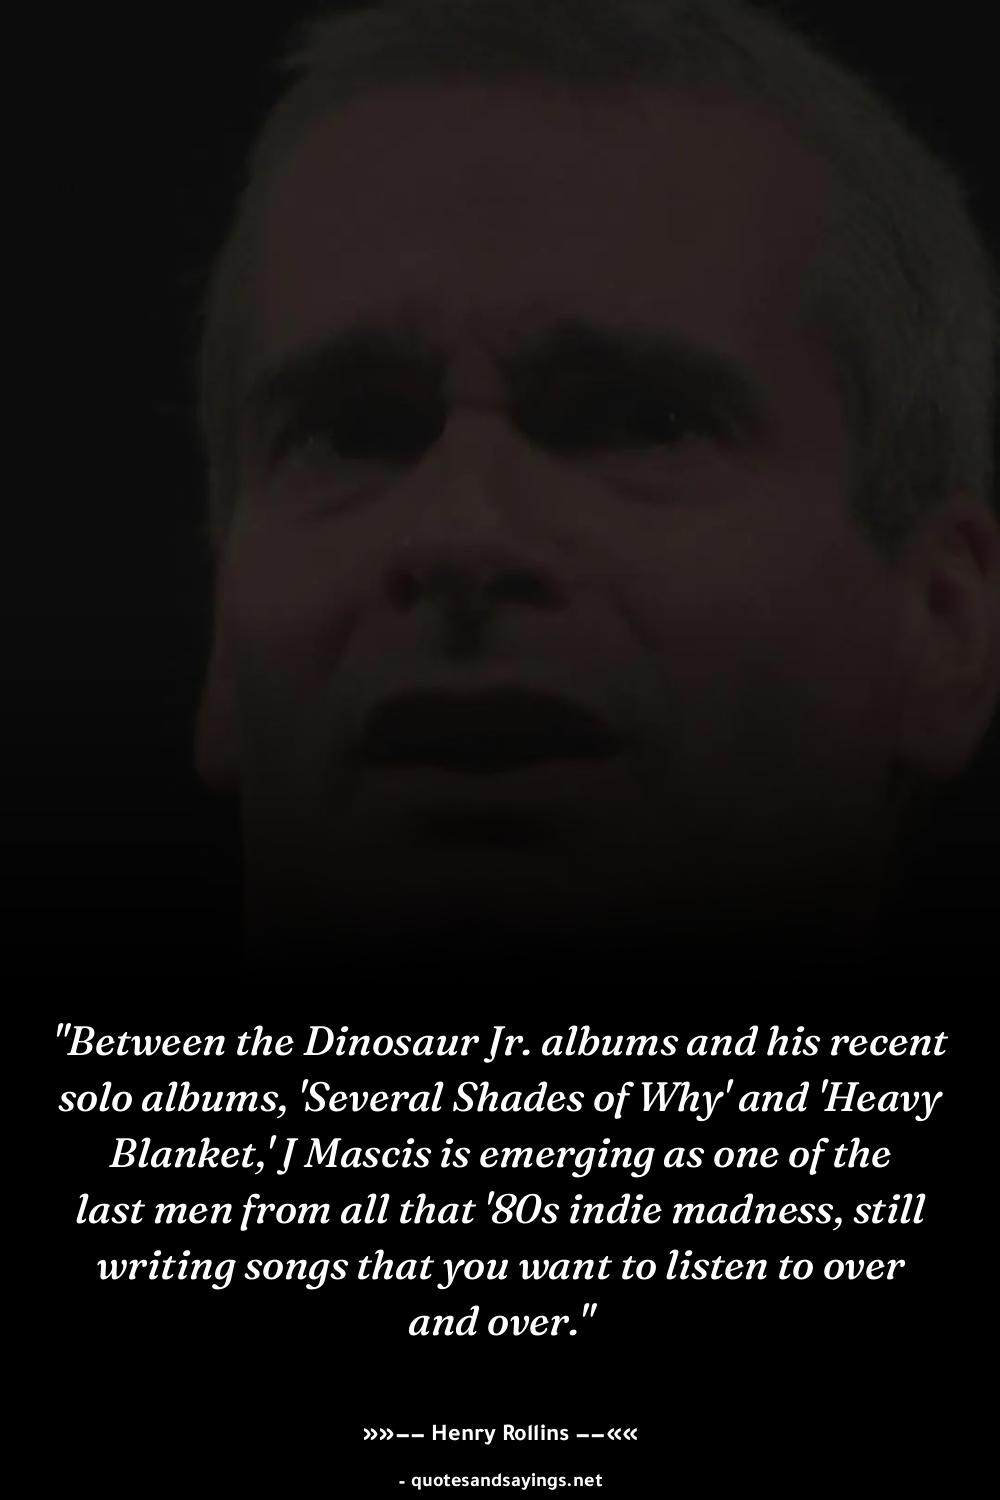 "Between the Dinosaur Jr. albums and his recent
solo albums, 'Several Shades of Why' and 'Heavy
Blanket,' J Mascis is emerging as one of the
last men from all that '80s indie madness, still
writing songs that you want to listen to over
and over."
»»−− Henry Rollins −−««
- quotesandsayings.net